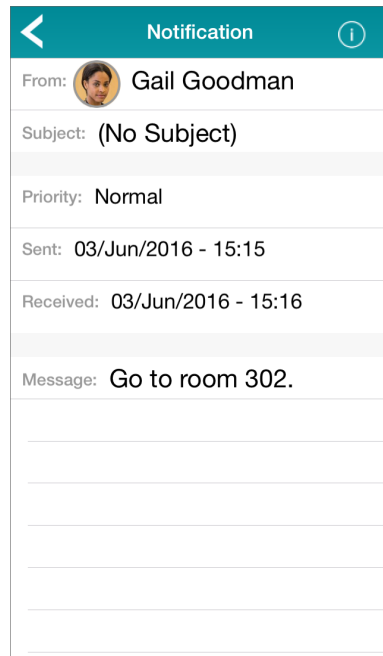 Notification
From: Gail Goodman
Subject: (No Subject)
Priority: Normal
Sent: 03/Jun/2016 - 15:15
Received: 03/Jun/2016 - 15:16
Message: Go to room 302.